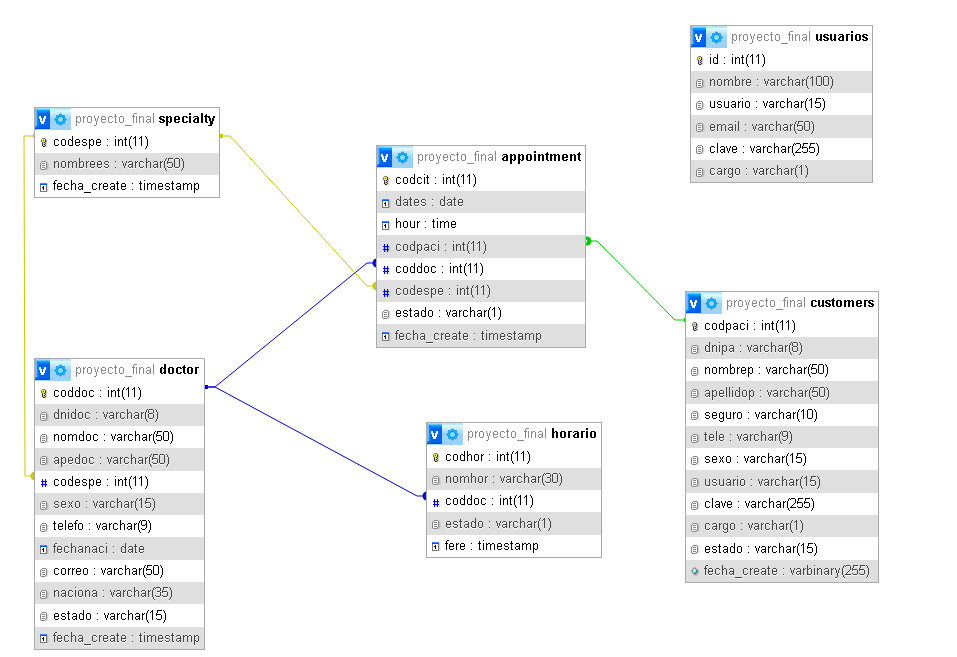 proyecto_final usuarios
id : int(11)
nombre : varchar(100)
usuario : varchar(15)
email : varchar(50)
clave : varchar(255)
cargo : varchar(1)
proyecto_final specialty
codespe : int(11)
nombrees : varchar(50)
fecha_create : timestamp
proyecto_final appointment
codcit : int(11)
dates : date
hour : time
codpaci : int(11)
coddoc : int(11)
codespe : int(11)
estado : varchar(1)
fecha_create : timestamp
proyecto_final customers
codpaci : int(11)
dnipa : varchar(8)
nombrep : varchar(50)
apellidop : varchar(50)
seguro : varchar(10)
tele : varchar(9)
sexo : varchar(15)
usuario : varchar(15)
clave : varchar(255)
cargo : varchar(1)
estado : varchar(15)
fecha_create : varbinary(255)
proyecto_final doctor
coddoc : int(11)
dnidoc : varchar(8)
nomdoc : varchar(50)
apedoc : varchar(50)
codespe : int(11)
sexo : varchar(15)
telefo : varchar(9)
fechanaci : date
correo : varchar(50)
naciona : varchar(35)
estado : varchar(15)
fecha_create : timestamp
proyecto_final horario
codhor : int(11)
nomhor : varchar(30)
coddoc : int(11)
estado : varchar(1)
fere : timestamp